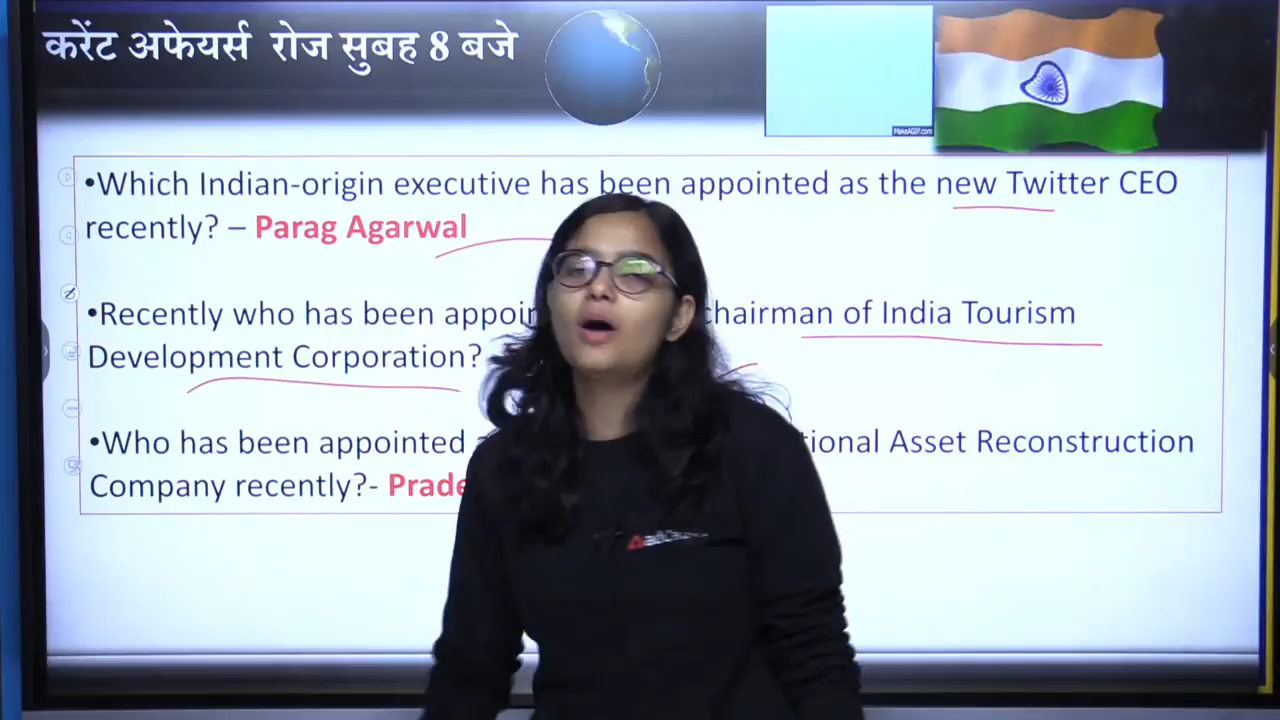 करेंट अफेयर्स रोज सुबह 8 बजे
MakeAGif.com
•Which Indian-origin executive has been appointed as the new Twitter CEO
recently? – Parag Agarwal
•Recently who has been appoin chairman of India Tourism
Development Corporation?
•Who has been appointed a tional Asset Reconstruction
Company recently?- Prade